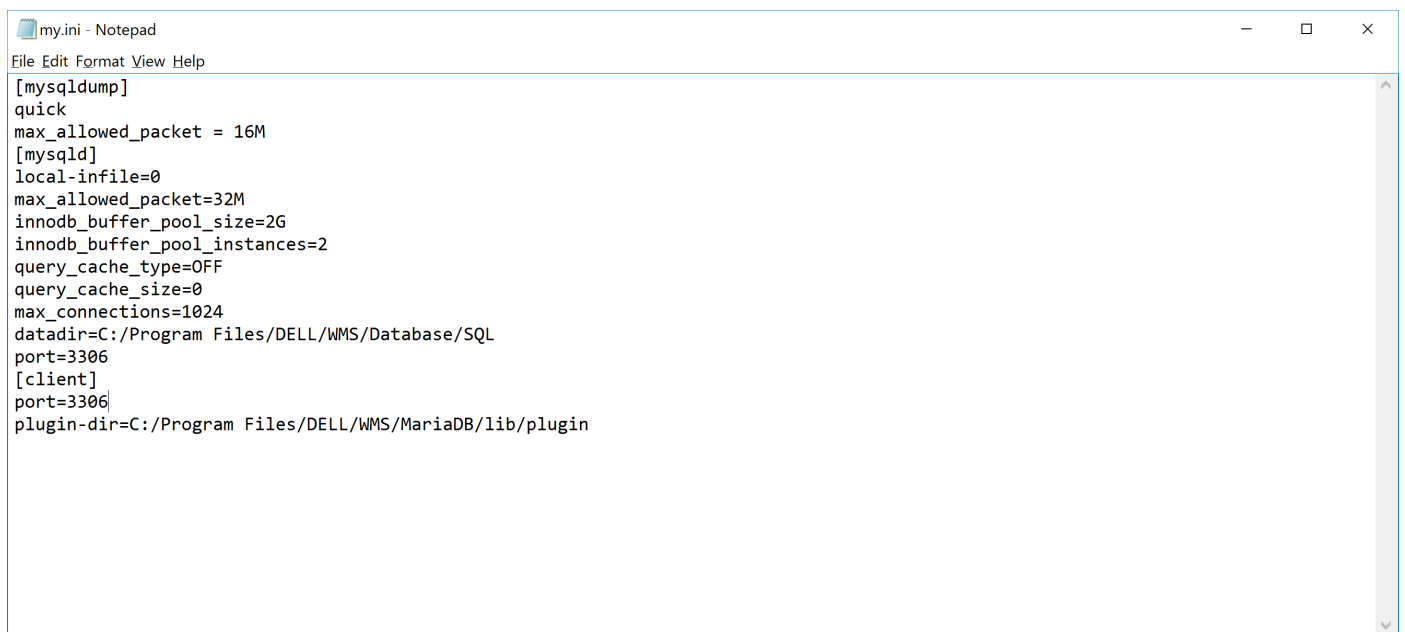 my.ini - Notepad
File Edit Format View Help
[mysqldump]
quick
max_allowed_packet = 16M
[mysqld]
local-infile=0
max_allowed_packet=32M
innodb_buffer_pool_size=2G
innodb_buffer_pool_instances=2
query_cache_type=OFF
query_cache_size=0
max_connections=1024
datadir=C:/Program Files/DELL/WMS/Database/SQL
port=3306
[client]
port=3306
plugin-dir=C:/Program Files/DELL/WMS/MariaDB/lib/plugin